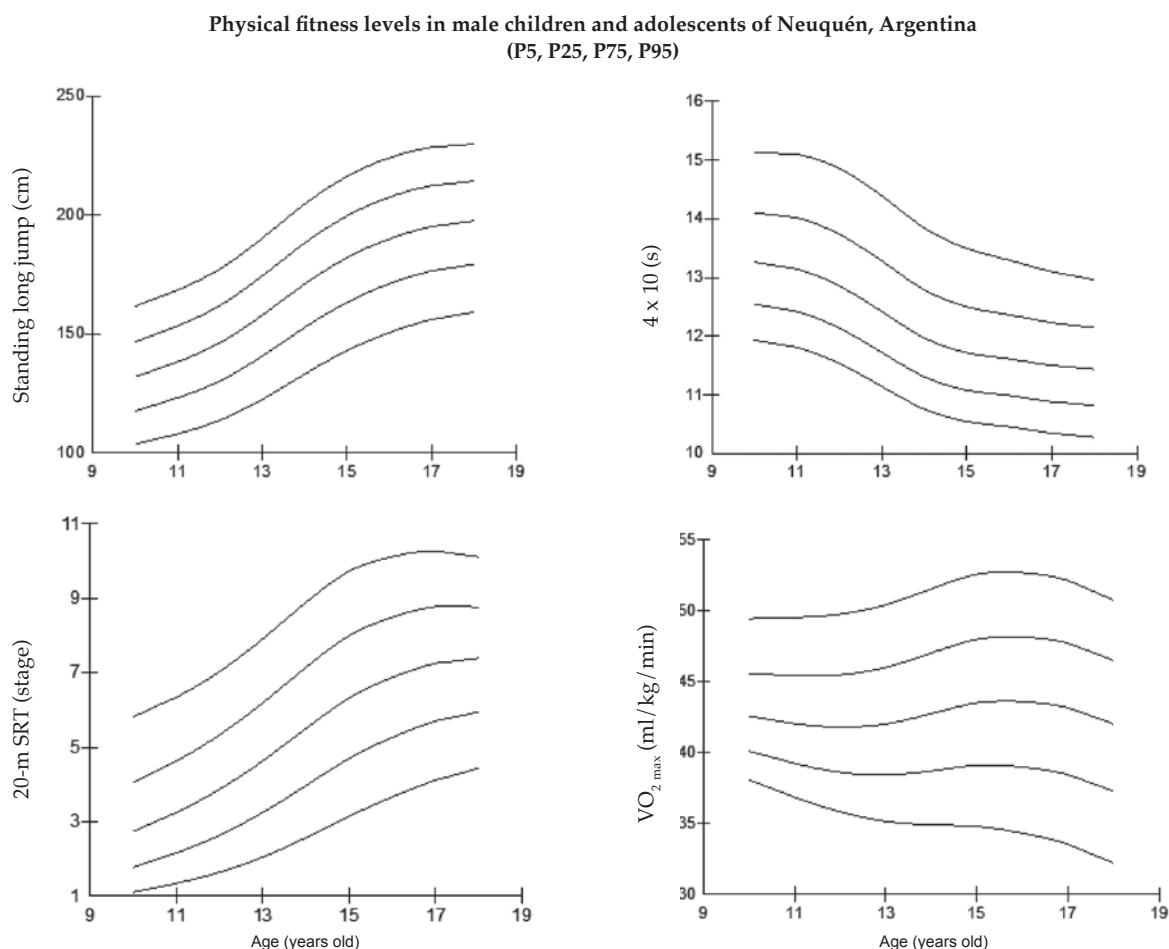 Physical fitness levels in male children and adolescents of Neuquén, Argentina
(P5, P25, P75, P95)
Standing long jump (cm)
250
200
150
100
9 11 13 15 17 19
4 x 10 (s)
16
15
14
13
12
11
10
9 11 13 15 17 19
20-m SRT (stage)
11
9
7
5
3
1
9 11 13 15 17 19
Age (years old)
VO2 max (ml/kg/min)
55
50
45
40
35
30
9 11 13 15 17 19
Age (years old)